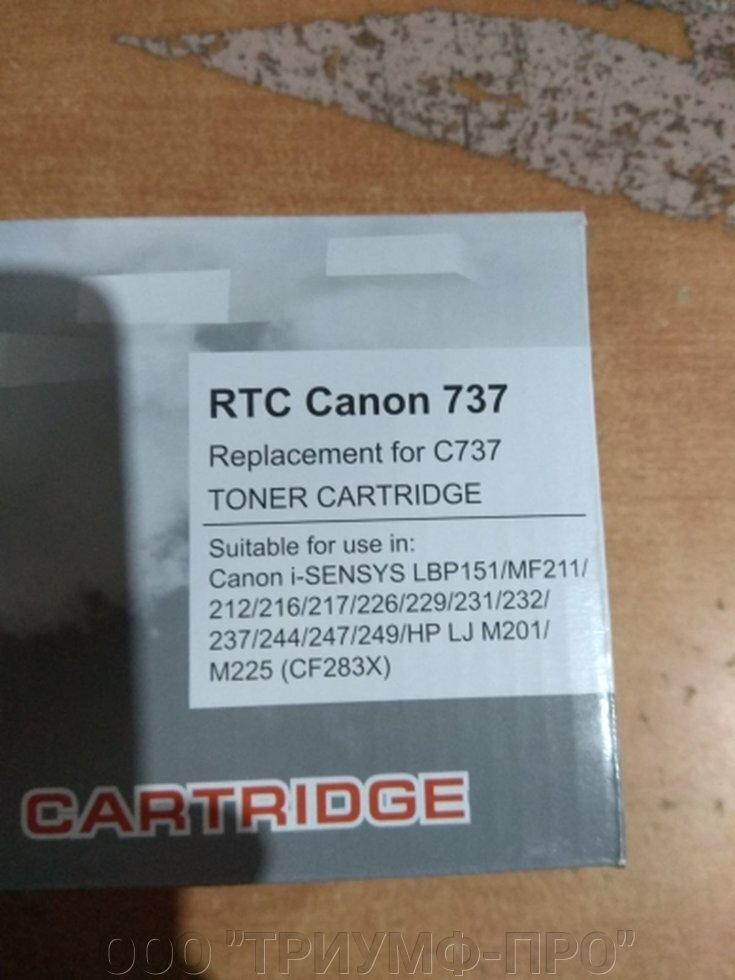 RTC Canon 737
Replacement for C737
TONER CARTRIDGE
Suitable for use in:
Canon i-SENSYS LBP151/MF211/
212/216/217/226/229/231/232/
237/244/247/249/HP LJ M201/
M225 (CF283X)
CARTRIDGE
ООО "ТРИУМФ-ПРО"